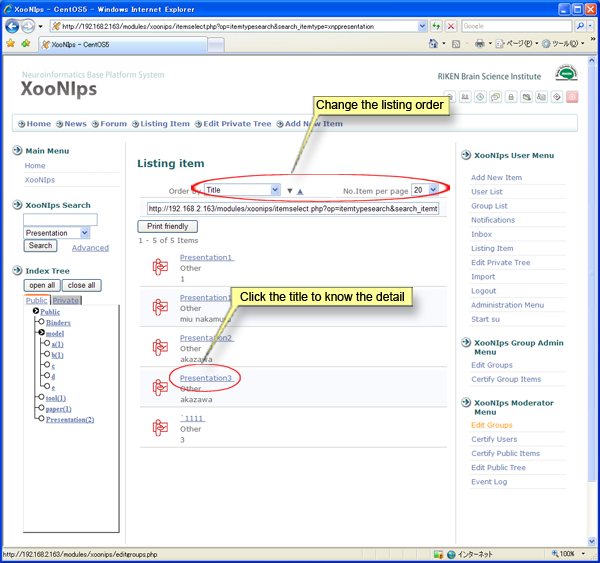 XooNIps - CentOS5 - Windows Internet Explorer
http://192.168.2.163/modules/xoonips/itemselect.php?op=itemtypesearch&search_itemtype=xnppresentation
XooNIps - CentOS5
ページ(P)
ツール(O)
Neuroinformatics Base Platform System
XooNIps
RIKEN Brain Science Institute
Home News Forum Listing Item Edit Private Tree Add New Item
Change the listing order
Main Menu
Home
XooNIps
XooNIps Search
Presentation
Search Advanced
Index Tree
open all close all
Public Private
Public
Binders
model
a(1)
b(1)
c
d
e
tool(1)
paper(1)
Presentation(2)
Listing item
Order by Title ▼ ▲ No.Item per page 20
http://192.168.2.163/modules/xoonips/itemselect.php?op=itemtypesearch&search_itemt
Print friendly
1 - 5 of 5 Items
Presentation1
Other
1
Presentation1
Other
miu nakamura
Click the title to know the detail
Presentation2
Other
akazawa
Presentation3
Other
akazawa
`1111
Other
3
XooNIps User Menu
Add New Item
User List
Group List
Notifications
Inbox
Listing Item
Edit Private Tree
Import
Logout
Administration Menu
Start su
XooNIps Group Admin Menu
Edit Groups
Certify Group Items
XooNIps Moderator Menu
Edit Groups
Certify Users
Certify Public Items
Edit Public Tree
Event Log
http://192.168.2.163/modules/xoonips/editgroups.php
インターネット
100%